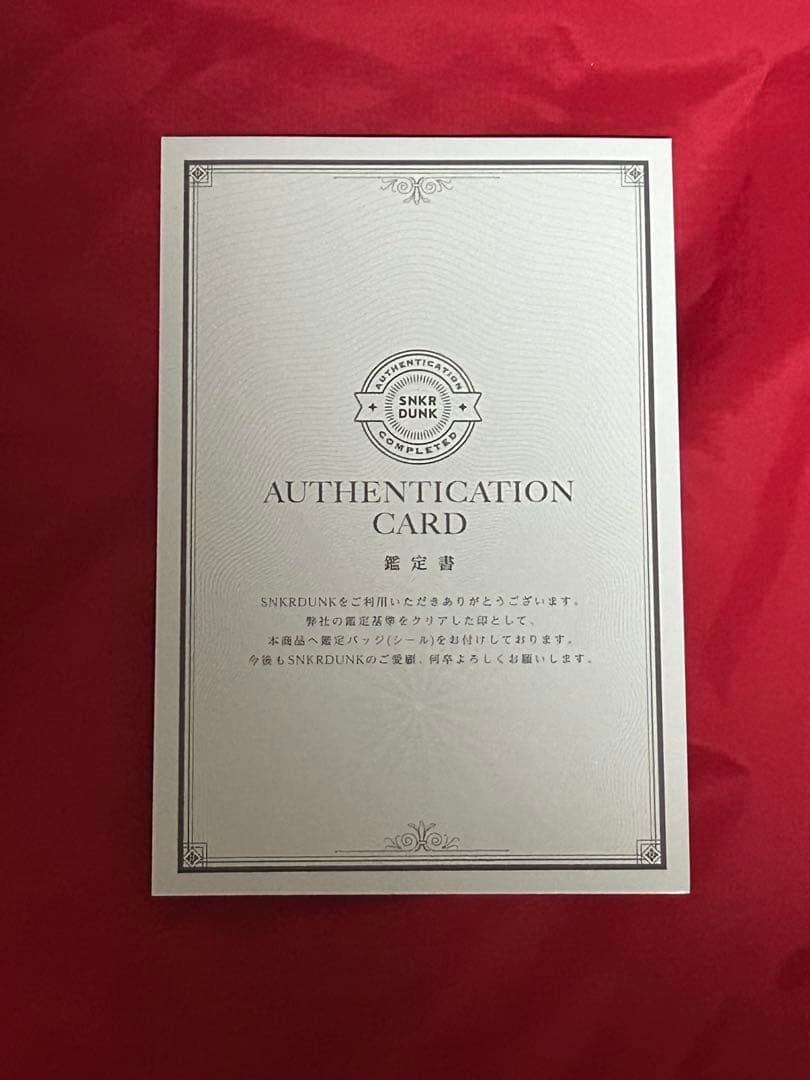 AUTHENTICATION
SNKR
DUNK
COMPLETED
AUTHENTICATION
CARD
鑑定書
SNKRDUNKをご利用いただきありがとうございます。
弊社の鑑定基準をクリアした印として、
本商品へ鑑定バッジ(シール)をお付けしております。
今後もSNKRDUNKのご愛顧、何卒よろしくお願いします。